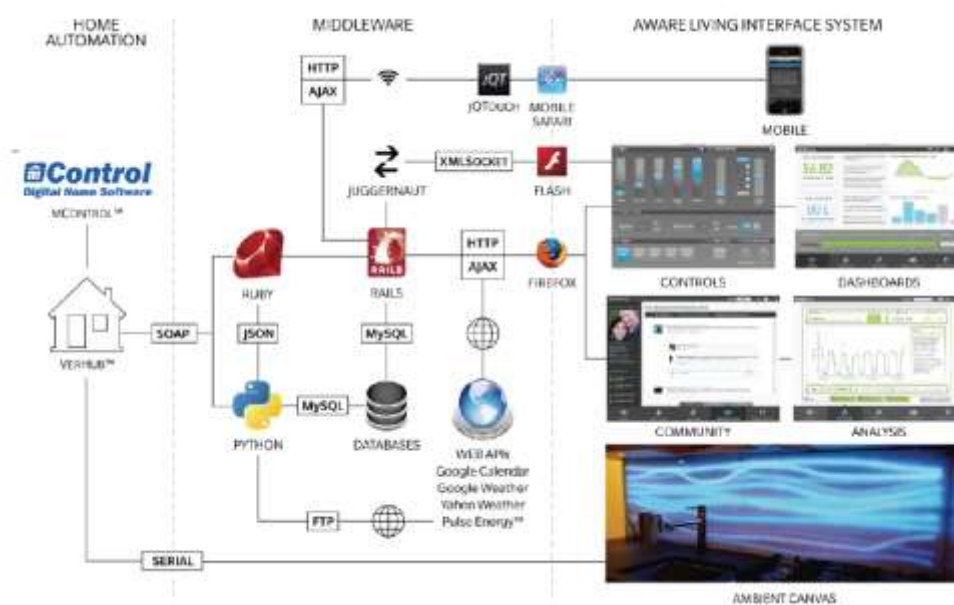 HOME
AUTOMATION
MIDDLEWARE
AWARE LIVING INTERFACE SYSTEM
HTTP
AJAX
JQT
JQTOUCH
MOBILE
SAFARI
MOBILE
mControl
Digital Home Software
MCONTROL™
JUGGERNAUT
XMLSOCKET
FLASH
RUBY
RAILS
RAILS
HTTP
AJAX
FIREFOX
CONTROLS
DASHBOARDS
VERHUB™
SOAP
JSON
MySQL
PYTHON
MySQL
DATABASES
WEB APIs
Google Calendar
Google Weather
Yahoo Weather
Pulse Energy™
COMMUNITY
ANALYSIS
FTP
SERIAL
AMBIENT CANVAS